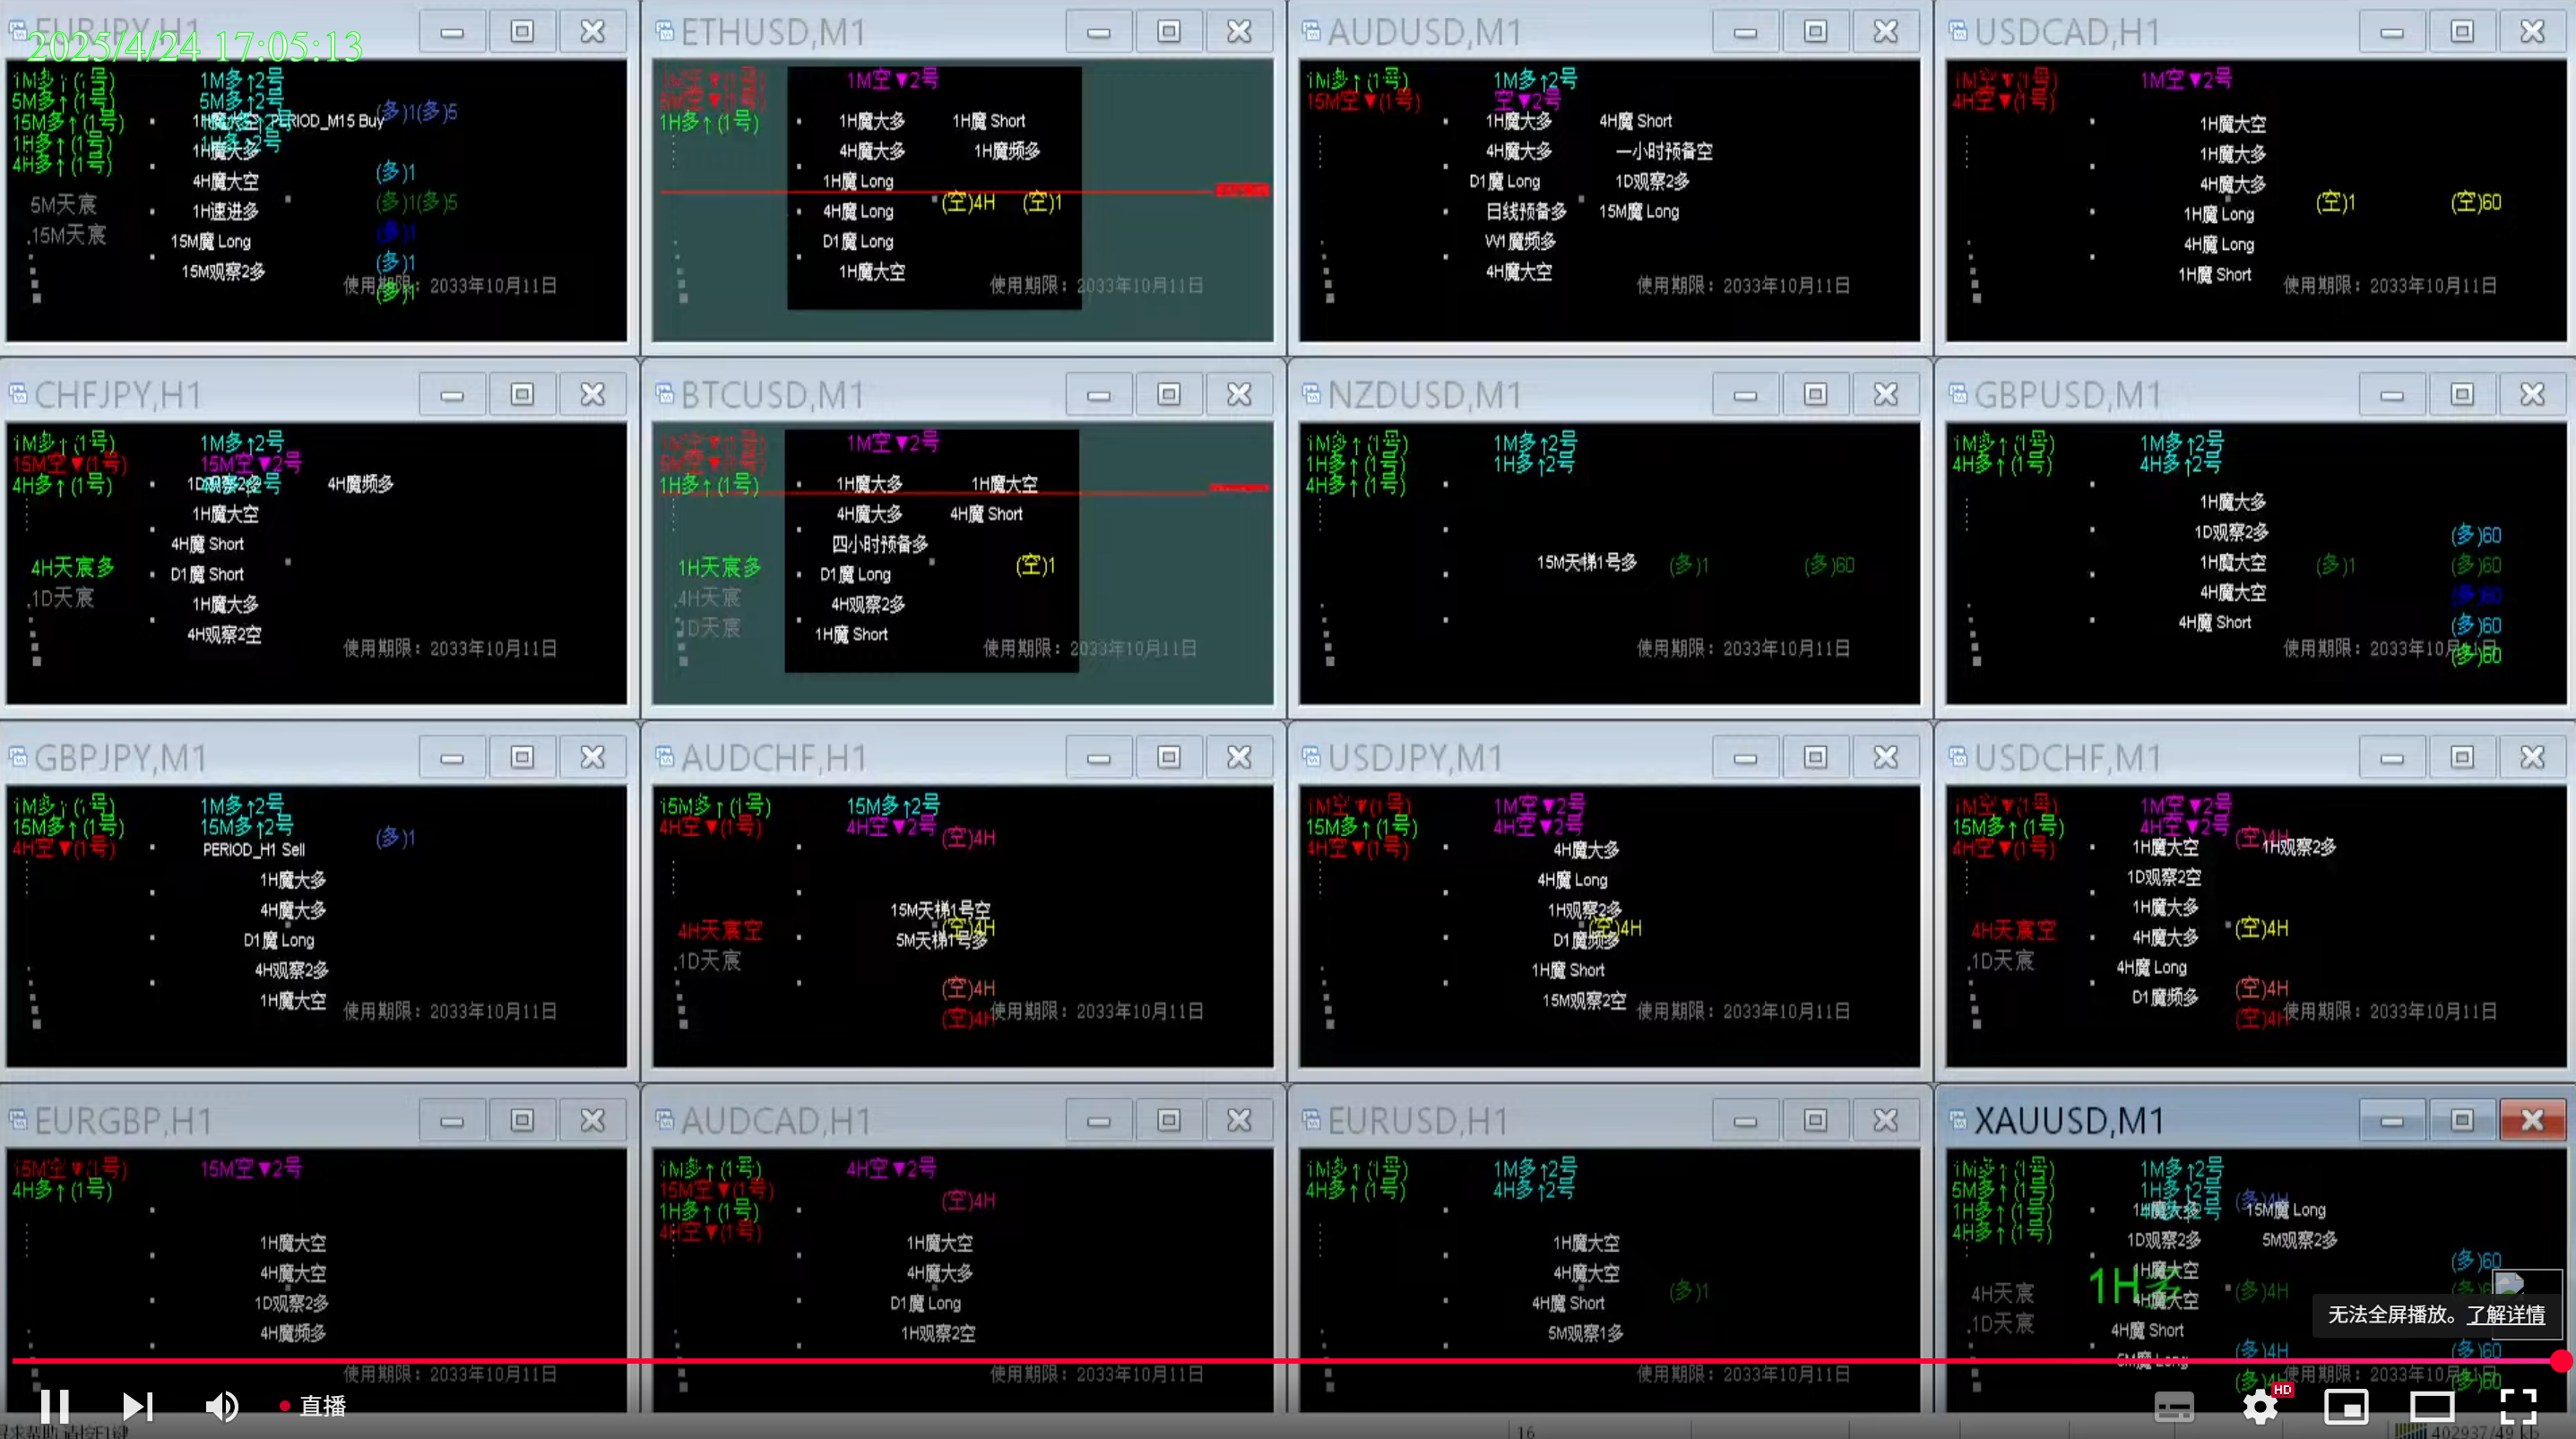 EURJPY,H1
2025/4/24 17:05:13
1M多↑(1号) 1M多↑2号
5M多↑(1号) 5M多↑2号 (多)1(多)5
15M多↑(1号) 1H魔大空 PERIOD_M15 Buy
1H多↑(1号) 1H魔大多
4H多↑(1号) (多)1
4H魔大空
5M天宸 1H速进多 (多)1(多)5
.15M天宸 15M魔 Long (多)1
15M观察2多 (多)1
使用期限：2033年10月11日
(多)1
ETHUSD,M1
1M空▼(1号) 1M空▼2号
5M空▼(1号)
1H多↑(1号) 1H魔大多 1H魔 Short
4H魔大多 1H魔频多
1H魔 Long
4H魔 Long (空)4H (空)1
D1魔 Long
1H魔大空
使用期限：2033年10月11日
AUDUSD,M1
1M多↑(1号) 1M多↑2号
15M空▼(1号) 空▼2号
1H魔大多 4H魔 Short
4H魔大多 一小时预备空
D1魔 Long 1D观察2多
日线预备多 15M魔 Long
W1魔频多
4H魔大空
使用期限：2033年10月11日
USDCAD,H1
1M空▼(1号) 1M空▼2号
4H空▼(1号)
1H魔大空
1H魔大多
4H魔大多
1H魔 Long (空)1 (空)60
4H魔 Long
1H魔 Short
使用期限：2033年10月11日
CHFJPY,H1
1M多↑(1号) 1M多↑2号
15M空▼(1号) 15M空▼2号
4H多↑(1号) 1D观察2多 4H魔频多
1H魔大空
4H魔 Short
4H天宸多 D1魔 Short
.1D天宸 1H魔大多
4H观察2空
使用期限：2033年10月11日
BTCUSD,M1
1M空▼(1号) 1M空▼2号
5M空▼(1号)
1H多↑(1号) 1H魔大多 1H魔大空
4H魔大多 4H魔 Short
四小时预备多
1H天宸多 D1魔 Long (空)1
.4H天宸 4H观察2多
1D天宸 1H魔 Short
使用期限：2033年10月11日
NZDUSD,M1
1M多↑(1号) 1M多↑2号
1H多↑(1号) 1H多↑2号
4H多↑(1号)
15M天梯1号多 (多)1 (多)60
使用期限：2033年10月11日
GBPUSD,M1
1M多↑(1号) 1M多↑2号
4H多↑(1号) 4H多↑2号
1H魔大多
1D观察2多 (多)60
1H魔大空 (多)1 (多)60
4H魔大空 (多)60
4H魔 Short (多)60
使用期限：2033年10月11日
(多)60
GBPJPY,M1
1M多↑(1号) 1M多↑2号
15M多↑(1号) 15M多↑2号 (多)1
4H空▼(1号) PERIOD_H1 Sell
1H魔大多
4H魔大多
D1魔 Long
4H观察2多
1H魔大空
使用期限：2033年10月11日
AUDCHF,H1
15M多↑(1号) 15M多↑2号
4H空▼(1号) 4H空▼2号 (空)4H
15M天梯1号空
4H天宸空 (空)4H
5M天梯1号多
.1D天宸
(空)4H
(空)4H
使用期限：2033年10月11日
USDJPY,M1
1M空▼(1号) 1M空▼2号
15M多↑(1号) 4H空▼2号
4H空▼(1号) 4H魔大多
4H魔 Long
1H观察2多
(空)4H
D1魔频多
1H魔 Short
15M观察2空
使用期限：2033年10月11日
USDCHF,M1
1M空▼(1号) 1M空▼2号
15M多↑(1号) 4H空▼2号 (空)4H
4H空▼(1号) 1H魔大空 1H观察2多
1D观察2空
1H魔大多
4H天宸空 4H魔大多 (空)4H
.1D天宸 4H魔 Long
D1魔频多 (空)4H
(空)4H
使用期限：2033年10月11日
EURGBP,H1
15M空▼(1号) 15M空▼2号
4H多↑(1号)
1H魔大空
4H魔大空
1D观察2多
4H魔频多
使用期限：2033年10月11日
AUDCAD,H1
1M多↑(1号) 4H空▼2号
15M空▼(1号) (空)4H
1H多↑(1号)
4H空▼(1号)
1H魔大空
4H魔大多
D1魔 Long
1H观察2空
使用期限：2033年10月11日
EURUSD,H1
1M多↑(1号) 1M多↑2号
4H多↑(1号) 4H多↑2号
1H魔大空
4H魔大空
4H魔 Short (多)1
5M观察1多
使用期限：2033年10月11日
XAUUSD,M1
1M多↑(1号) 1M多↑2号
5M多↑(1号) 1H多↑2号 (多)4H
1H多↑(1号) 1H魔大多 15M魔 Long
4H多↑(1号) 1D观察2多 5M观察2多
1H魔大空 (多)60
1H多
4H天宸 4H魔大空 (多)4H
.1D天宸 4H魔 Short
无法全屏播放。了解详情
(多)4H (多)60
5M魔 Long
使用期限：2033年10月11日
直播
HD
16
402937/49 kb